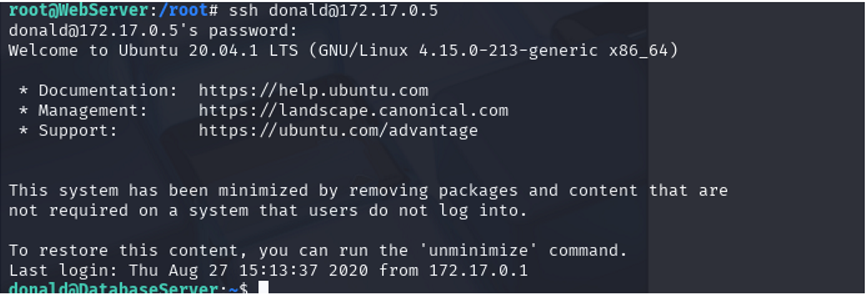 root@WebServer:/root# ssh donald@172.17.0.5
donald@172.17.0.5's password:
Welcome to Ubuntu 20.04.1 LTS (GNU/Linux 4.15.0-213-generic x86_64)
* Documentation:  https://help.ubuntu.com
* Management:     https://landscape.canonical.com
* Support:        https://ubuntu.com/advantage
This system has been minimized by removing packages and content that are
not required on a system that users do not log into.
To restore this content, you can run the 'unminimize' command.
Last login: Thu Aug 27 15:13:37 2020 from 172.17.0.1
donald@DatabaseServer:~$